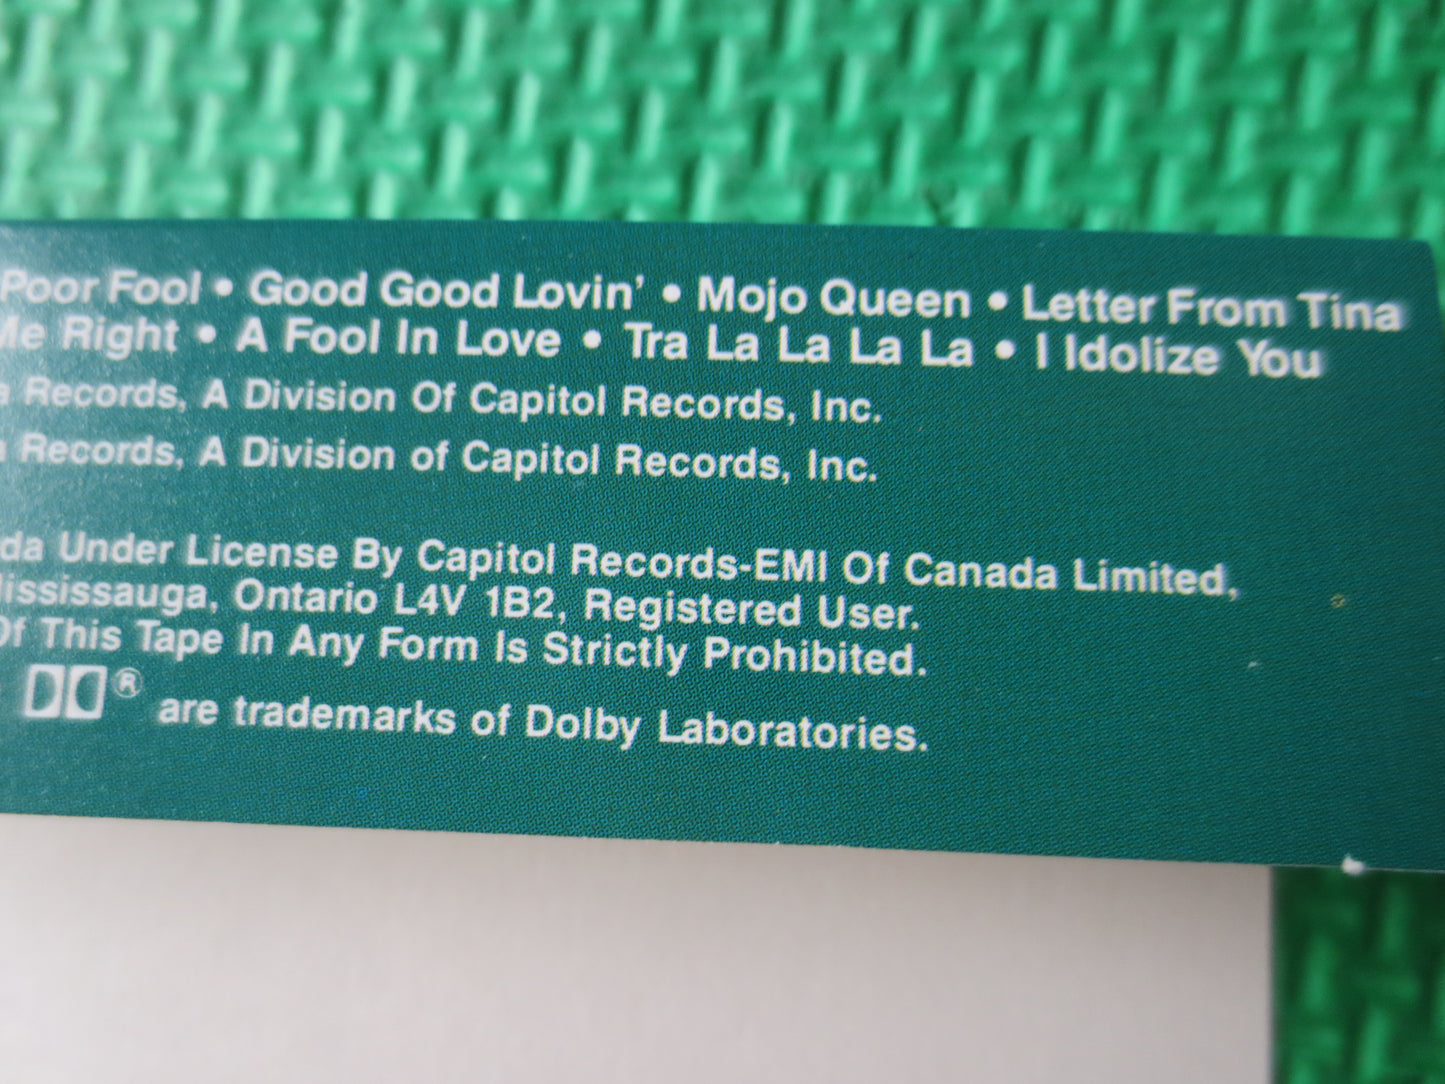 Poor Fool • Good Good Lovin' • Mojo Queen • Letter From Tina
Me Right • A Fool In Love • Tra La La La La • I Idolize You
Records, A Division Of Capitol Records, Inc.
Records, A Division of Capitol Records, Inc.
da Under License By Capitol Records-EMI Of Canada Limited,
ississauga, Ontario L4V 1B2, Registered User.
Of This Tape In Any Form Is Strictly Prohibited.
® are trademarks of Dolby Laboratories.